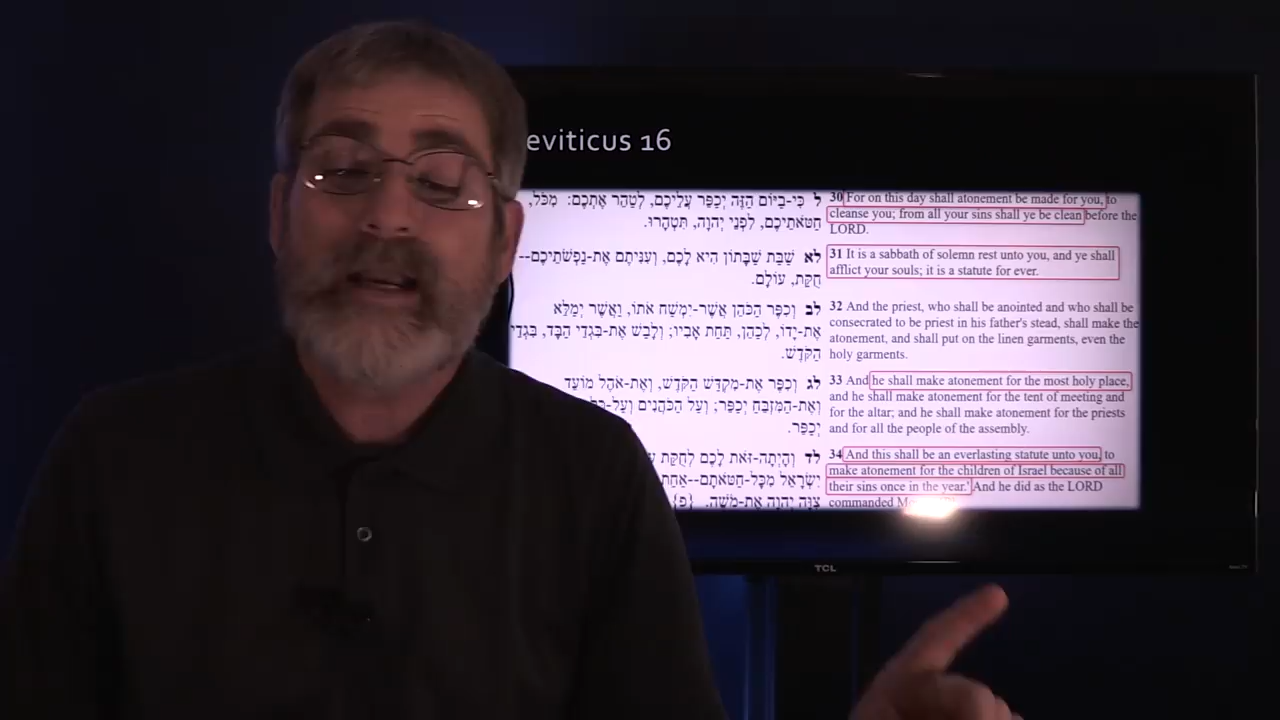 eviticus 16
ל כִּי-בַיּוֹם הַזֶּה יְכַפֵּר עֲלֵיכֶם, לְטַהֵר אֶתְכֶם: מִכֹּל,
חַטֹּאתֵיכֶם, לִפְנֵי יְהוָה, תִּטְהָרוּ.
30 For on this day shall atonement be made for you, to
cleanse you; from all your sins shall ye be clean before the
LORD.
לא שַׁבַּת שַׁבָּתוֹן הִיא לָכֶם, וְעִנִּיתֶם אֶת-נַפְשֹׁתֵיכֶם--
חֻקַּת, עוֹלָם.
31 It is a sabbath of solemn rest unto you, and ye shall
afflict your souls; it is a statute for ever.
לב וְכִפֶּר הַכֹּהֵן אֲשֶׁר-יִמְשַׁח אֹתוֹ, וַאֲשֶׁר יְמַלֵּא
אֶת-יָדוֹ, לְכַהֵן, תַּחַת אָבִיו; וְלָבַשׁ אֶת-בִּגְדֵי הַבָּד, בִּגְדֵי
הַקֹּדֶשׁ.
32 And the priest, who shall be anointed and who shall be
consecrated to be priest in his father's stead, shall make the
atonement, and shall put on the linen garments, even the
holy garments.
לג וְכִפֶּר אֶת-מִקְדַּשׁ הַקֹּדֶשׁ, וְאֶת-אֹהֶל מוֹעֵד
וְאֶת-הַמִּזְבֵּחַ יְכַפֵּר; וְעַל הַכֹּהֲנִים וְעַל-כָּל
יְכַפֵּר.
33 And he shall make atonement for the most holy place,
and he shall make atonement for the tent of meeting and
for the altar; and he shall make atonement for the priests
and for all the people of the assembly.
לד וְהָיְתָה-זֹּאת לָכֶם לְחֻקַּת
יִשְׂרָאֵל מִכָּל-חַטֹּאתָם--אַחַת
צִוָּה יְהוָה אֶת-מֹשֶׁה. {פ}
34 And this shall be an everlasting statute unto you, to
make atonement for the children of Israel because of all
their sins once in the year.' And he did as the LORD
commanded
TCL